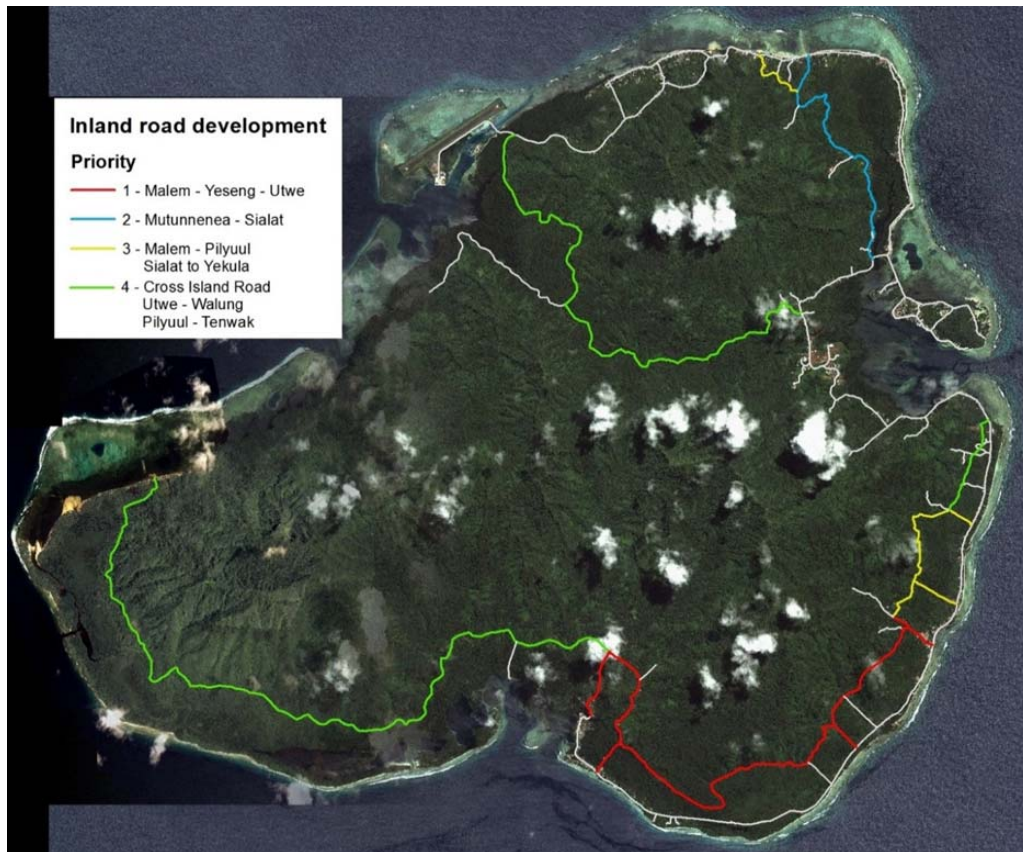 Inland road development
Priority
1 - Malem - Yeseng - Utwe
2 - Mutunnenea - Sialat
3 - Malem - Pilyuul
Sialat to Yekula
4 - Cross Island Road
Utwe - Walung
Pilyuul - Tenwak